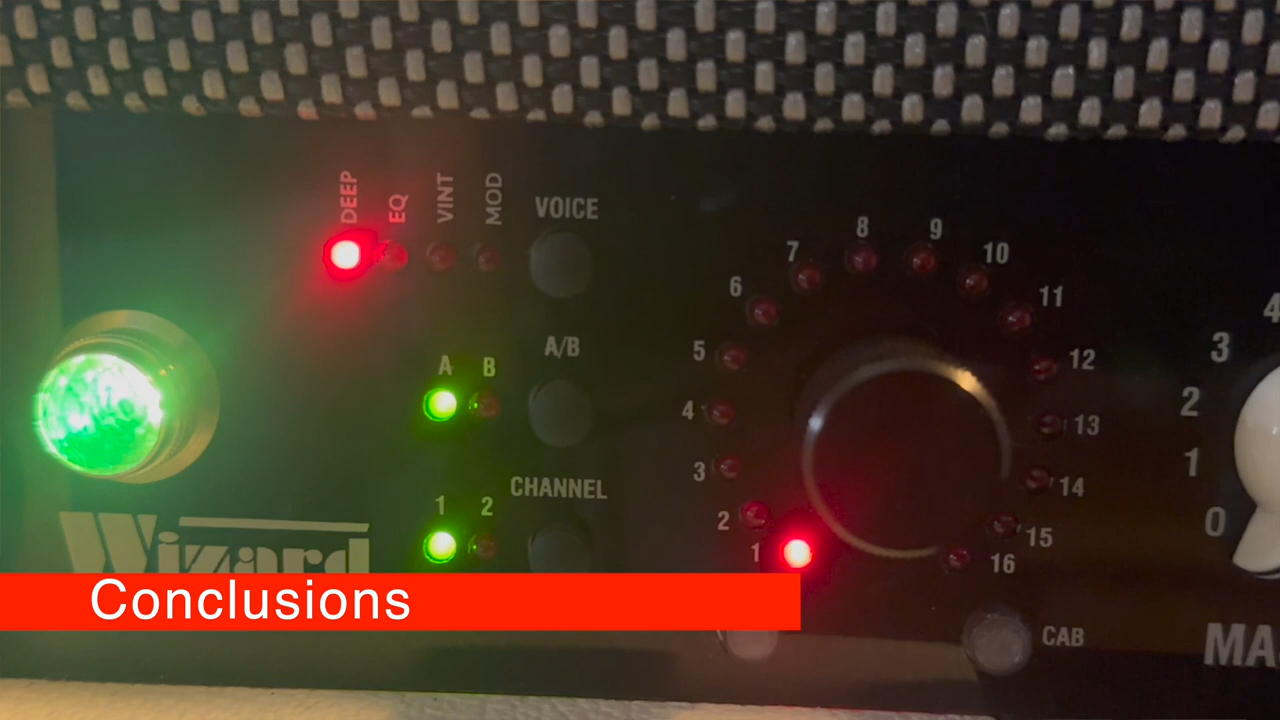 DEEP EQ VINT MOD
VOICE
A/B
A B
CHANNEL
1 2
Wizard
1 2 3 4 5 6 7 8 9 10 11 12 13 14 15 16
CAB
0 1 2 3 4
Conclusions